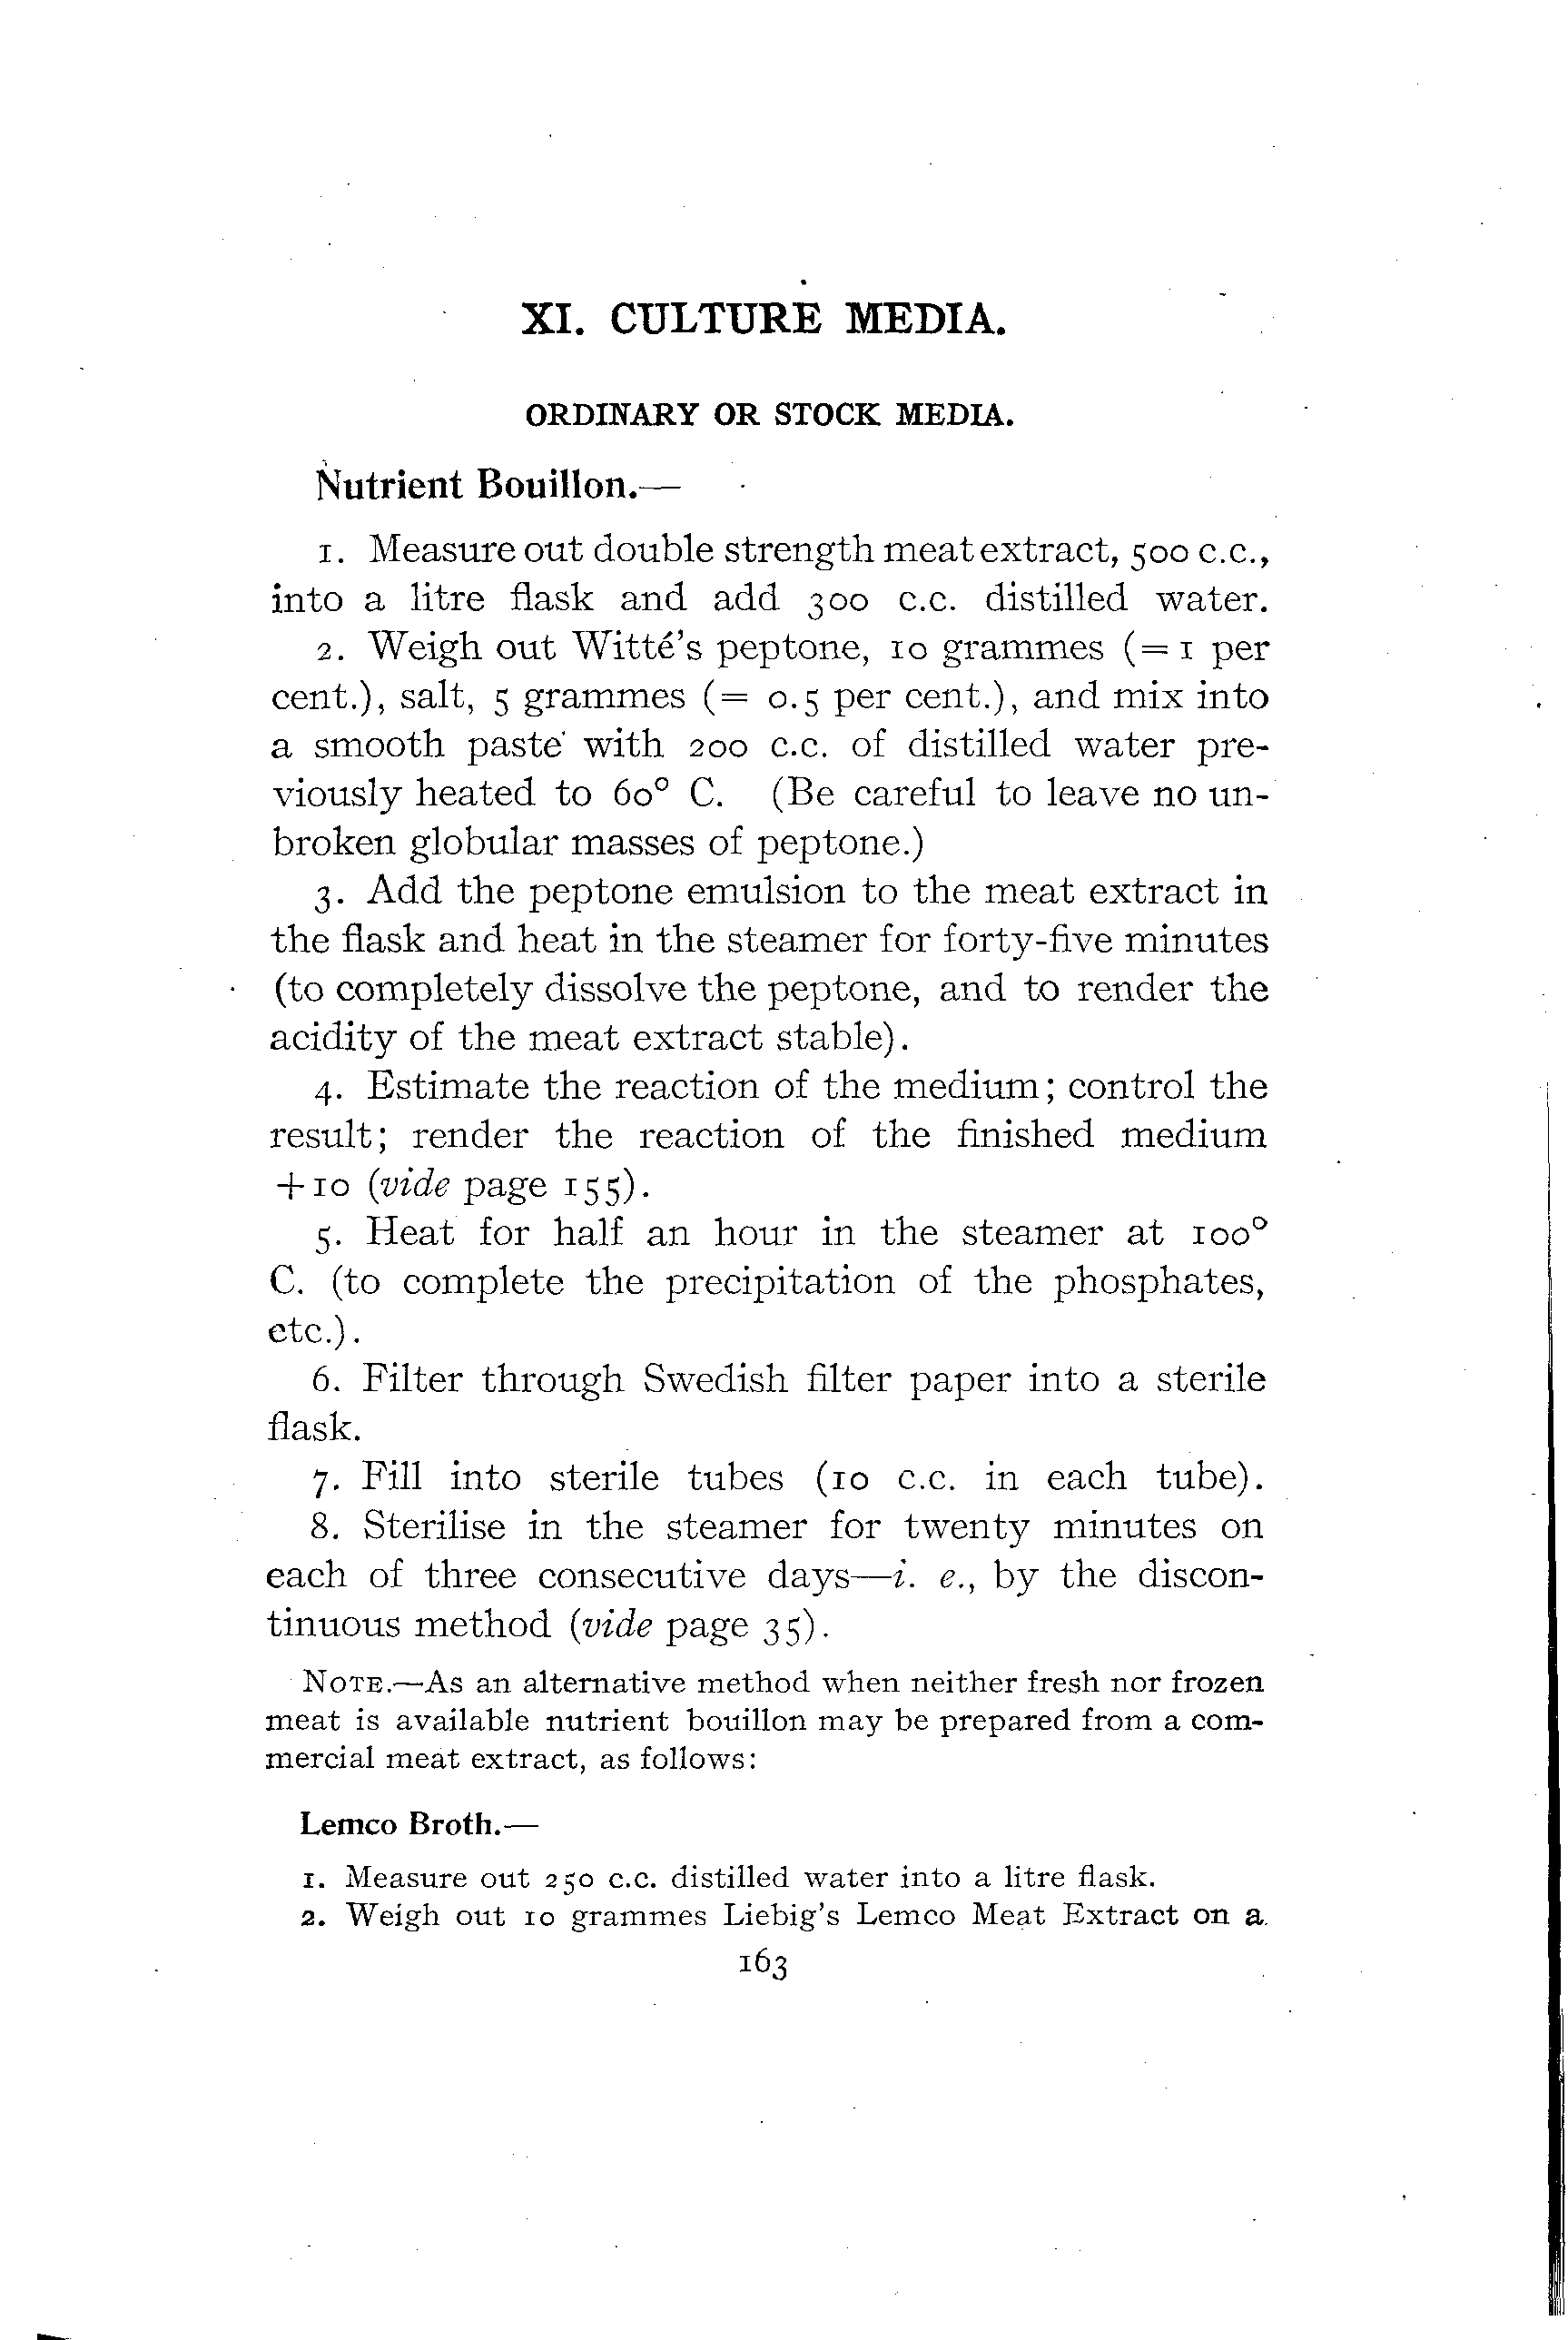 XI. CULTURE MEDIA.
ORDINARY OR STOCK MEDIA.
Nutrient Bouillon.—
1. Measure out double strength meat extract, 500 c.c.,
into a litre flask and add 300 c.c. distilled water.
2. Weigh out Witté's peptone, 10 grammes (= 1 per
cent.), salt, 5 grammes (= 0.5 per cent.), and mix into
a smooth paste with 200 c.c. of distilled water pre-
viously heated to 60° C. (Be careful to leave no un-
broken globular masses of peptone.)
3. Add the peptone emulsion to the meat extract in
the flask and heat in the steamer for forty-five minutes
(to completely dissolve the peptone, and to render the
acidity of the meat extract stable).
4. Estimate the reaction of the medium; control the
result; render the reaction of the finished medium
+10 (vide page 155).
5. Heat for half an hour in the steamer at 100°
C. (to complete the precipitation of the phosphates,
etc.).
6. Filter through Swedish filter paper into a sterile
flask.
7. Fill into sterile tubes (10 c.c. in each tube).
8. Sterilise in the steamer for twenty minutes on
each of three consecutive days—i. e., by the discon-
tinuous method (vide page 35).
NOTE.—As an alternative method when neither fresh nor frozen
meat is available nutrient bouillon may be prepared from a com-
mercial meat extract, as follows:
Lemco Broth.—
1. Measure out 250 c.c. distilled water into a litre flask.
2. Weigh out 10 grammes Liebig's Lemco Meat Extract on a
163